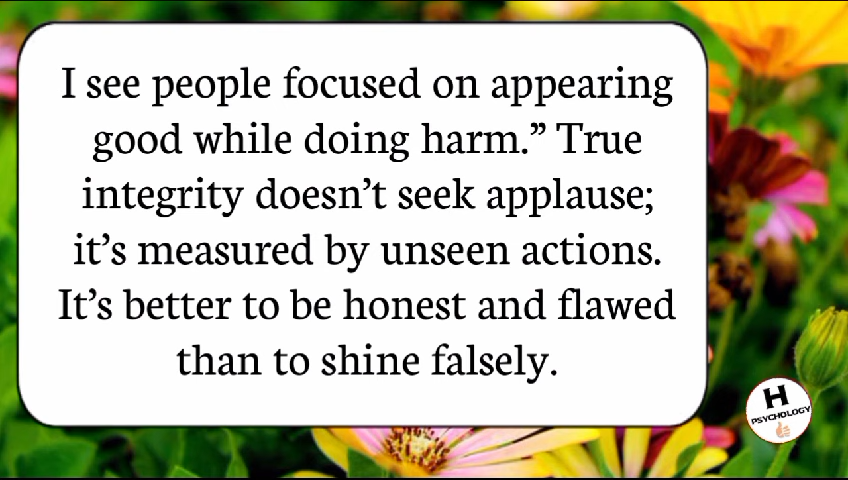 I see people focused on appearing
good while doing harm.” True
integrity doesn’t seek applause;
it’s measured by unseen actions.
It’s better to be honest and flawed
than to shine falsely.
H
PSYCHOLOGY